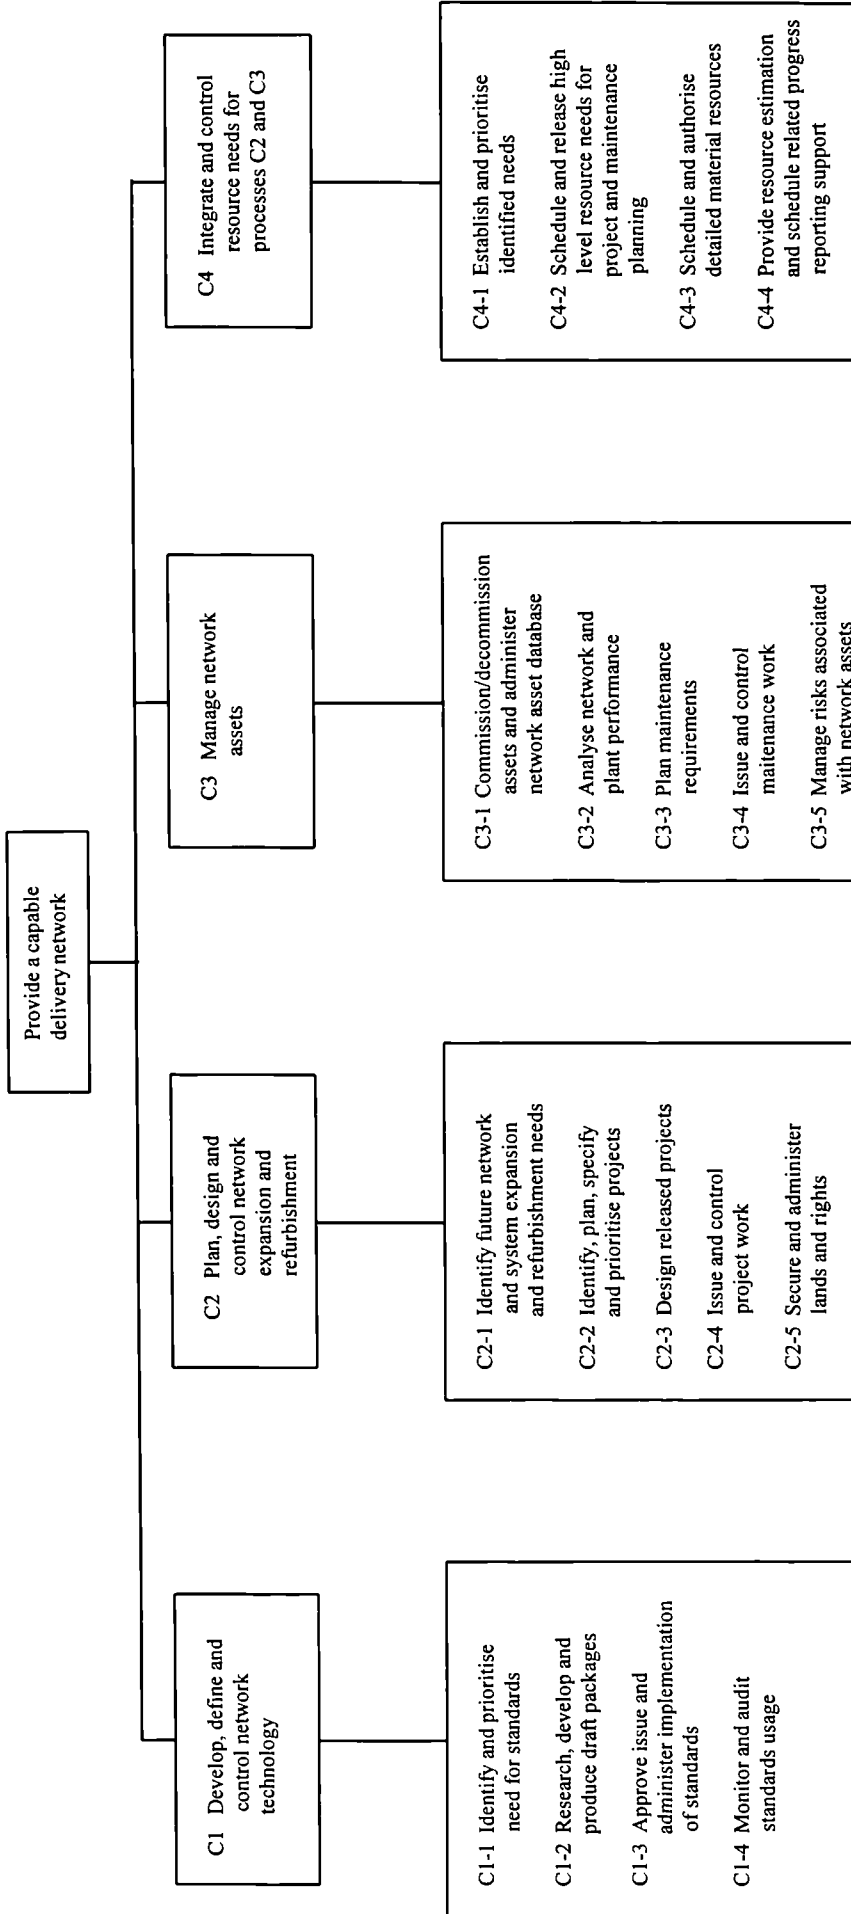 Provide a capable
delivery network
C1 Develop, define and
control network
technology
C2 Plan, design and
control network
expansion and
refurbishment
C3 Manage network
assets
C4 Integrate and control
resource needs for
processes C2 and C3
C1-1 Identify and prioritise
need for standards
C1-2 Research, develop and
produce draft packages
C1-3 Approve issue and
administer implementation
of standards
C1-4 Monitor and audit
standards usage
C2-1 Identify future network
and system expansion
and refurbishment needs
C2-2 Identify, plan, specify
and prioritise projects
C2-3 Design released projects
C2-4 Issue and control
project work
C2-5 Secure and administer
lands and rights
C3-1 Commission/decommission
assets and administer
network asset database
C3-2 Analyse network and
plant performance
C3-3 Plan maintenance
requirements
C3-4 Issue and control
maitenance work
C3-5 Manage risks associated
with network assets
C4-1 Establish and prioritise
identified needs
C4-2 Schedule and release high
level resource needs for
project and maintenance
planning
C4-3 Schedule and authorise
detailed material resources
C4-4 Provide resource estimation
and schedule related progress
reporting support